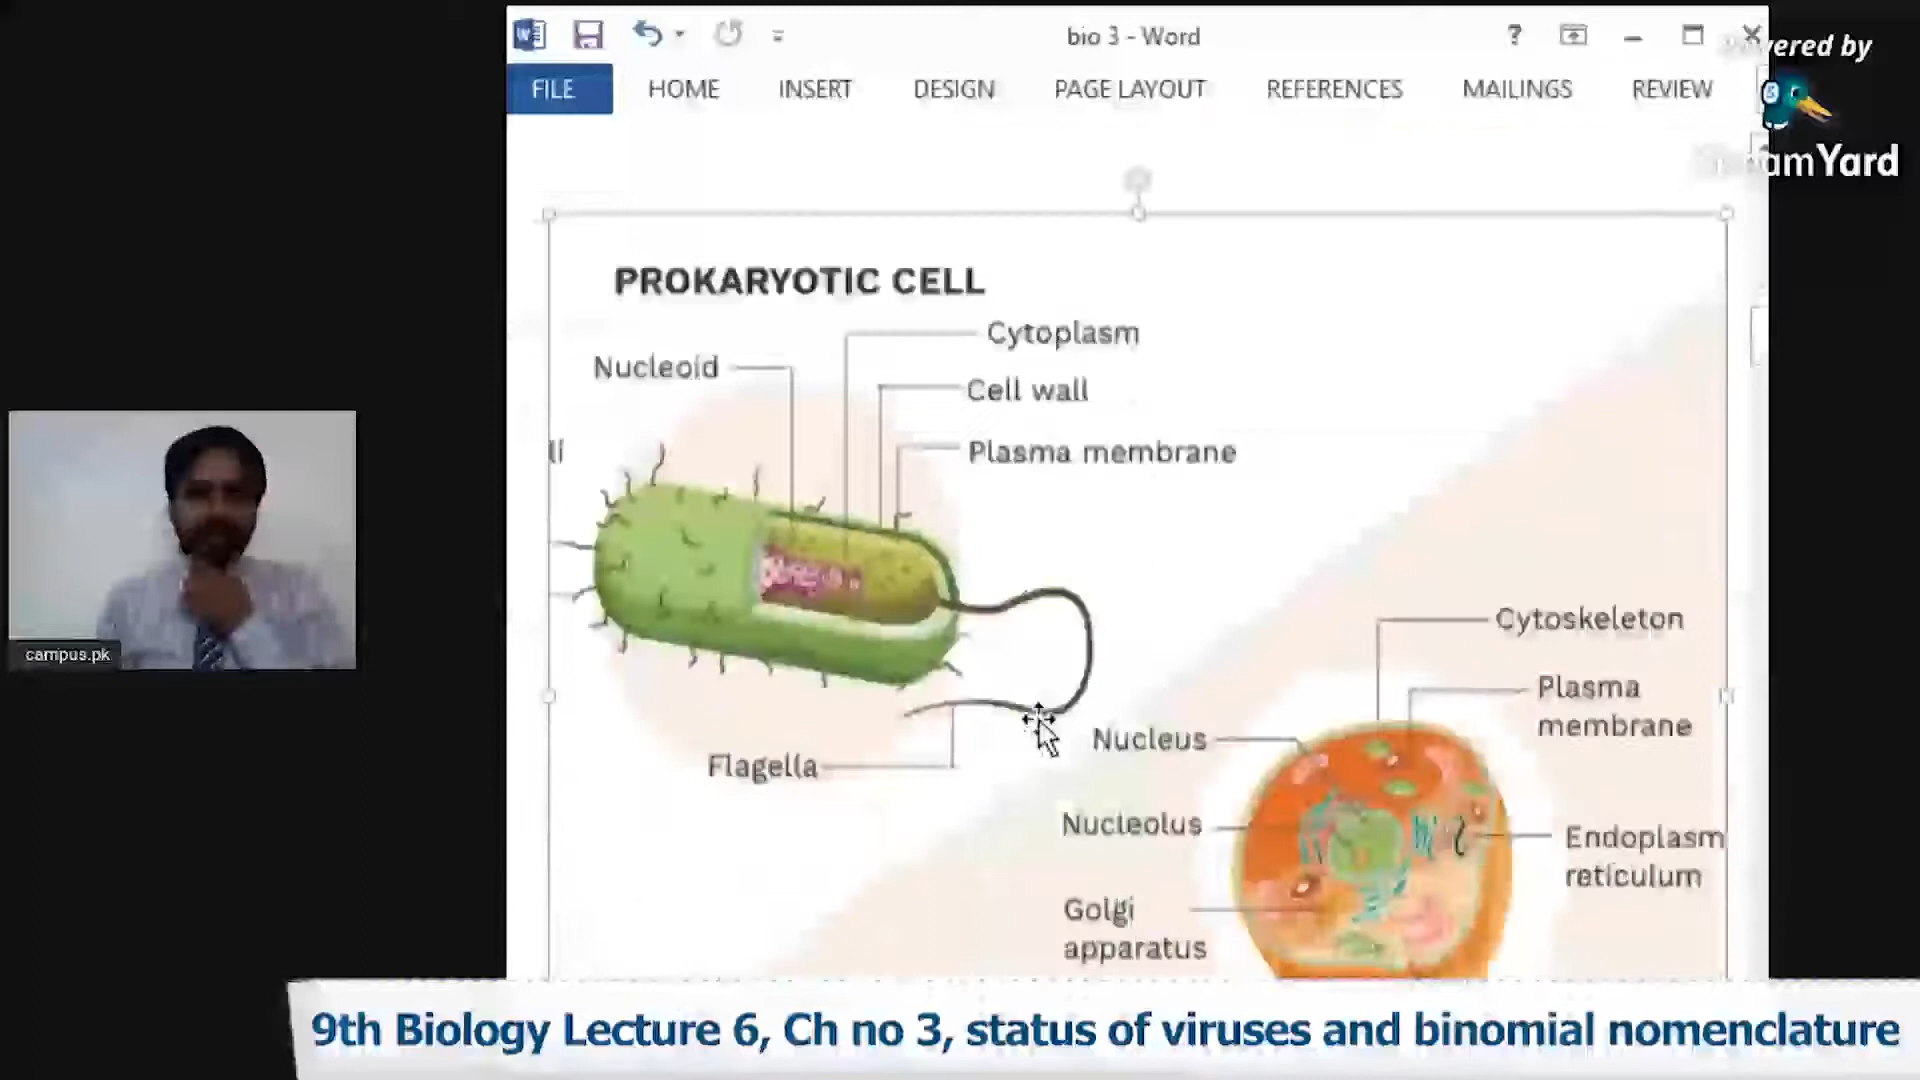 bio 3 - Word
?
FILE HOME INSERT DESIGN PAGE LAYOUT REFERENCES MAILINGS REVIEW
PROKARYOTIC CELL
Cytoplasm
Nucleoid
Cell wall
Plasma membrane
Flagella
Cytoskeleton
Plasma
membrane
Nucleus
Nucleolus
Endoplasm
reticulum
Golgi
apparatus
campus.pk
9th Biology Lecture 6, Ch no 3, status of viruses and binomial nomenclature